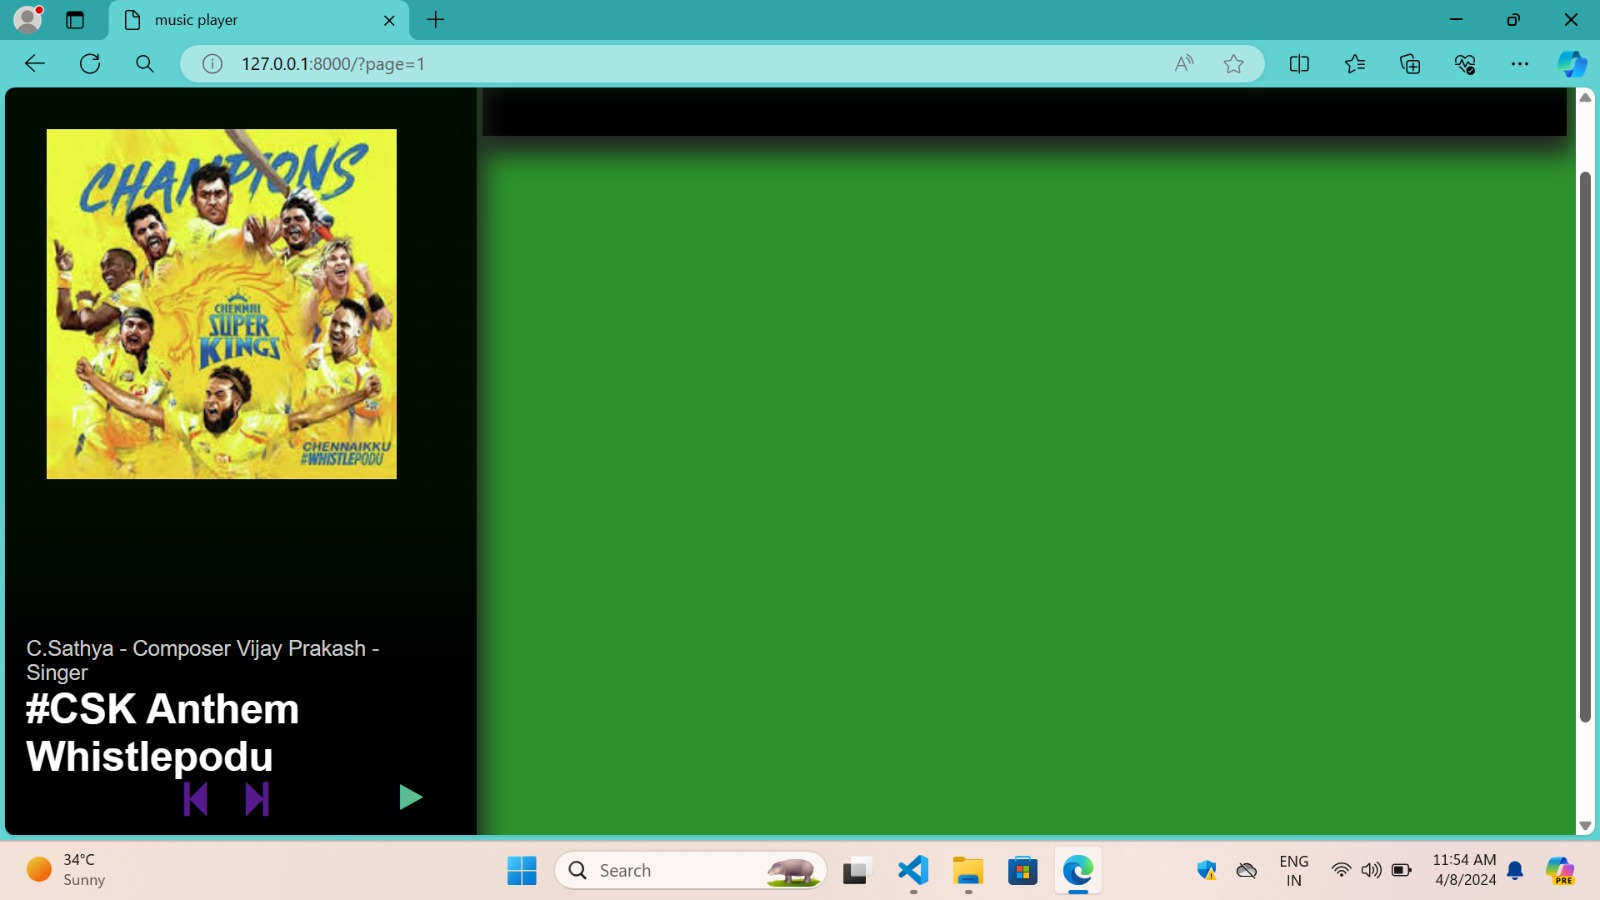 music player
127.0.0.1:8000/?page=1
CHAMPIONS
CHENNAI
SUPER
KINGS
CHENNAIKKU
#WHISTLEPODU
C.Sathya - Composer Vijay Prakash -
Singer
#CSK Anthem
Whistlepodu
34°C
Sunny
Search
ENG
IN
11:54 AM
4/8/2024
PRE